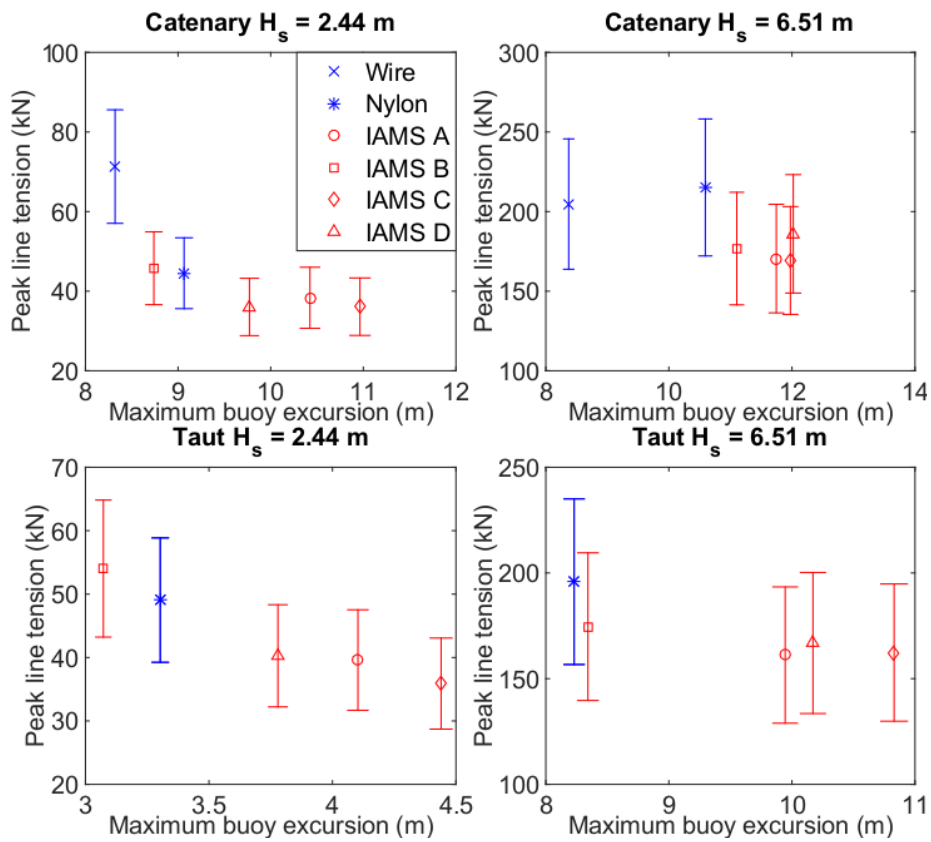 Catenary H_s = 2.44 m
Peak line tension (kN)
100
80
60
40
20
8 9 10 11 12
Maximum buoy excursion (m)
Wire
Nylon
IAMS A
IAMS B
IAMS C
IAMS D
Catenary H_s = 6.51 m
Peak line tension (kN)
300
250
200
150
100
8 10 12 14
Maximum buoy excursion (m)
Taut H_s = 2.44 m
Peak line tension (kN)
70
60
50
40
30
20
3 3.5 4 4.5
Maximum buoy excursion (m)
Taut H_s = 6.51 m
Peak line tension (kN)
250
200
150
100
8 9 10 11
Maximum buoy excursion (m)